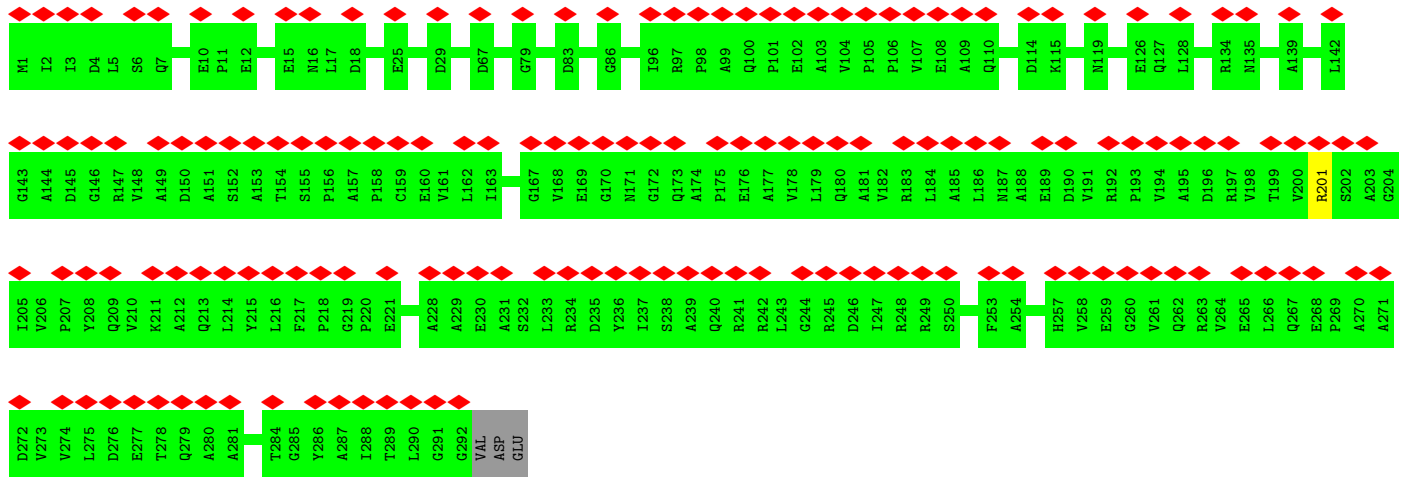 M1 I2 I3 D4 L5 S6 Q7 E10 P11 E12 E15 N16 L17 D18 E25 D29 D67 G79 D83 G86 I96 R97 P98 A99 Q100 P101 E102 A103 V104 P105 P106 V107 E108 A109 Q110 D114 K115 N119 E126 Q127 L128 R134 N135 A139 L142
G143 A144 D145 G146 R147 V148 A149 D150 A151 S152 A153 T154 S155 P156 A157 P158 C159 E160 V161 L162 I163 G167 V168 E169 G170 N171 G172 Q173 A174 P175 E176 A177 V178 L179 Q180 A181 V182 R183 L184 A185 L186 N187 A188 E189 D190 V191 R192 P193 V194 A195 D196 R197 V198 T199 V200 R201 S202 A203 G204
I205 V206 P207 Y208 Q209 V210 K211 A212 Q213 L214 Y215 L216 F217 P218 G219 P220 E221 A228 A229 E230 A231 S232 L233 R234 D235 Y236 I237 S238 A239 Q240 R241 R242 L243 G244 R245 D246 I247 R248 R249 S250 F253 A254 H257 V258 E259 G260 V261 Q262 R263 V264 E265 L266 Q267 E268 P269 A270 A271
D272 V273 V274 L275 D276 E277 T278 Q279 A280 A281 T284 G285 Y286 A287 I288 T289 L290 G291 G292 VAL ASP GLU